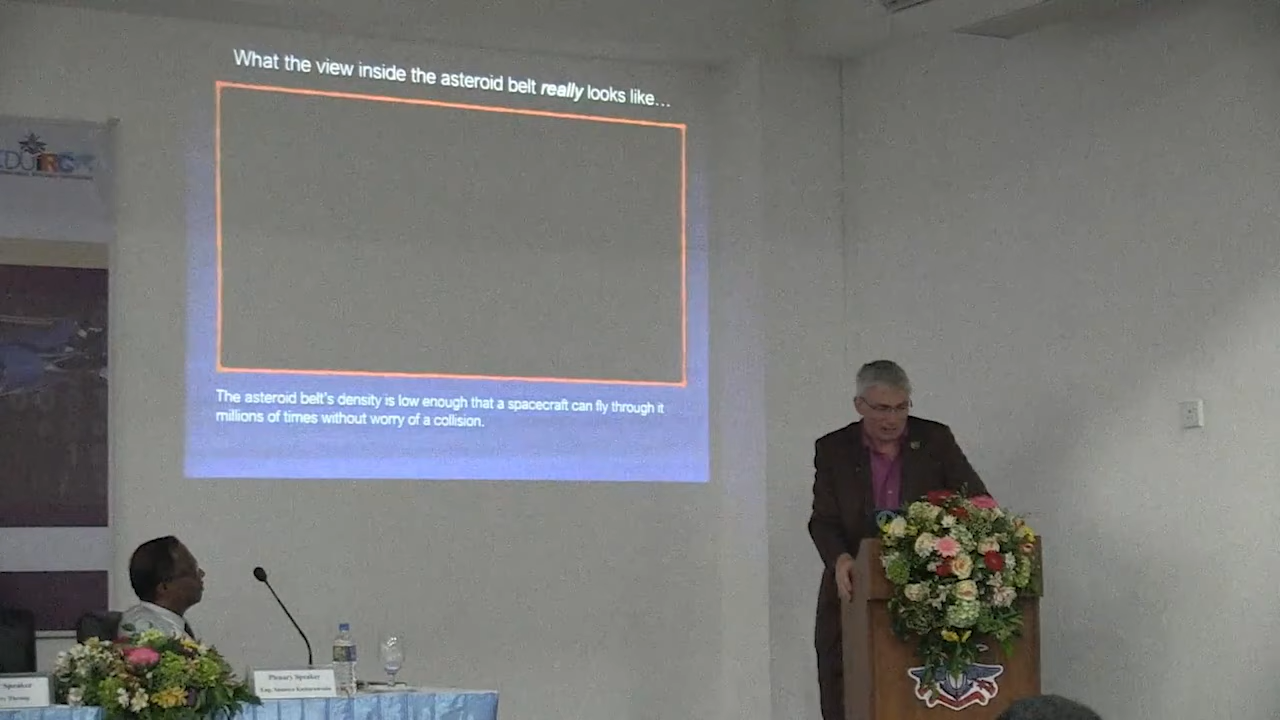 What the view inside the asteroid belt really looks like...
The asteroid belt's density is low enough that a spacecraft can fly through it
millions of times without worry of a collision.
Speaker
Plenary Speaker